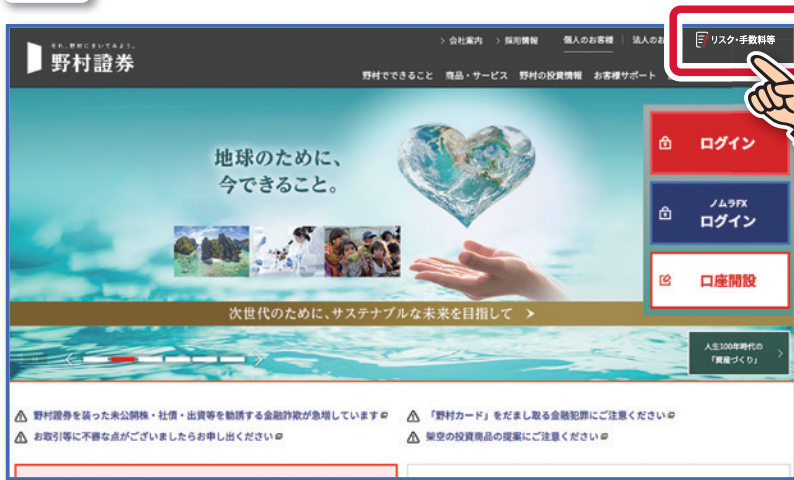 それ、野村にきいてみよう。
野村證券
> 会社案内 > 採用情報 個人のお客様 法人のお
リスク・手数料等
野村でできること 商品・サービス 野村の投資情報 お客様サポート
地球のために、
今できること。
ログイン
ノムラFX
ログイン
口座開設
次世代のために、サステナブルな未来を目指して >
人生100年時代の
「資産づくり」
野村證券を装った未公開株・社債・出資等を勧誘する金融詐欺が急増しています
「野村カード」をだまし取る金融犯罪にご注意ください
お取引等に不審な点がございましたらお申し出ください
架空の投資商品の提案にご注意ください